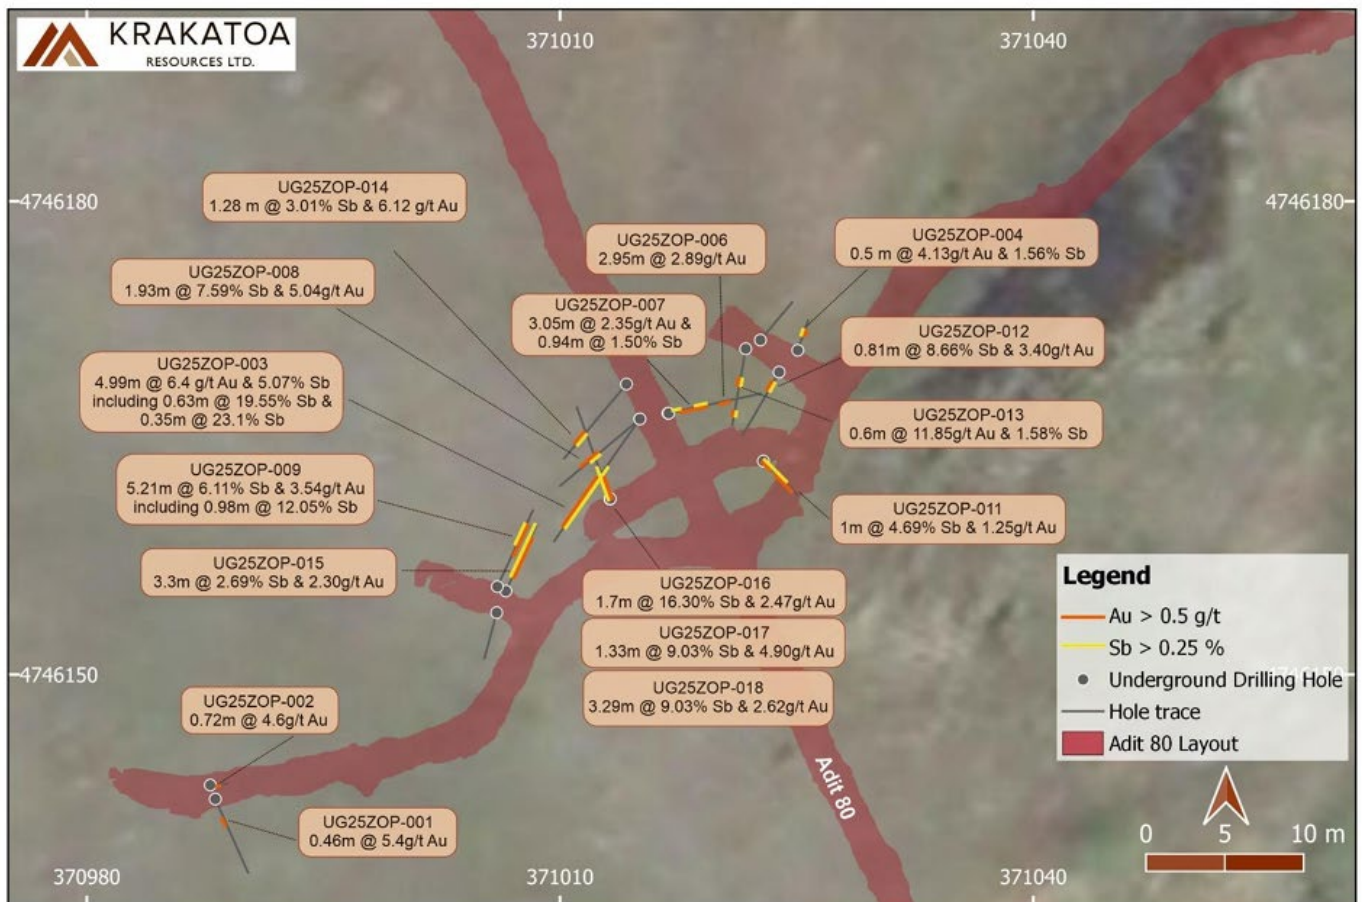 KRAKATOA
RESOURCES LTD.
371010
371040
4746180
4746180
UG25ZOP-014
1.28 m @ 3.01% Sb & 6.12 g/t Au
UG25ZOP-006
2.95m @ 2.89g/t Au
UG25ZOP-004
0.5 m @ 4.13g/t Au & 1.56% Sb
UG25ZOP-008
1.93m @ 7.59% Sb & 5.04g/t Au
UG25ZOP-007
3.05m @ 2.35g/t Au &
0.94m @ 1.50% Sb
UG25ZOP-012
0.81m @ 8.66% Sb & 3.40g/t Au
UG25ZOP-003
4.99m @ 6.4 g/t Au & 5.07% Sb
including 0.63m @ 19.55% Sb &
0.35m @ 23.1% Sb
UG25ZOP-013
0.6m @ 11.85g/t Au & 1.58% Sb
UG25ZOP-009
5.21m @ 6.11% Sb & 3.54g/t Au
including 0.98m @ 12.05% Sb
UG25ZOP-011
1m @ 4.69% Sb & 1.25g/t Au
UG25ZOP-015
3.3m @ 2.69% Sb & 2.30g/t Au
UG25ZOP-016
1.7m @ 16.30% Sb & 2.47g/t Au
UG25ZOP-017
1.33m @ 9.03% Sb & 4.90g/t Au
UG25ZOP-018
3.29m @ 9.03% Sb & 2.62g/t Au
Legend
Au > 0.5 g/t
Sb > 0.25 %
Underground Drilling Hole
Hole trace
Adit 80 Layout
4746150
4746150
UG25ZOP-002
0.72m @ 4.6g/t Au
Adit 80
UG25ZOP-001
0.46m @ 5.4g/t Au
0 5 10 m
370980
371010
371040